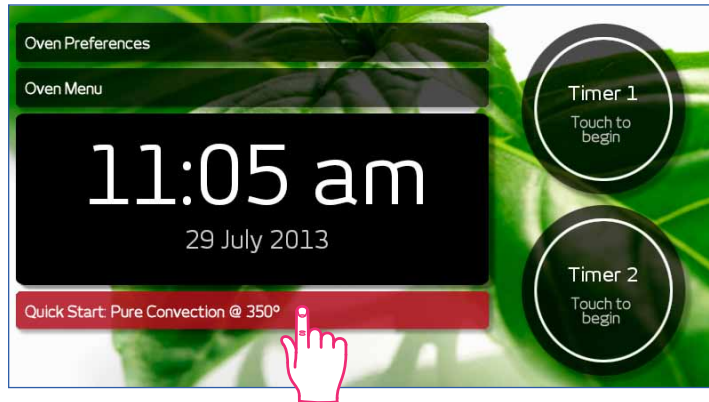 Oven Preferences
Oven Menu
11:05 am
29 July 2013
Quick Start: Pure Convection @ 350°
Timer 1
Touch to
begin
Timer 2
Touch to
begin